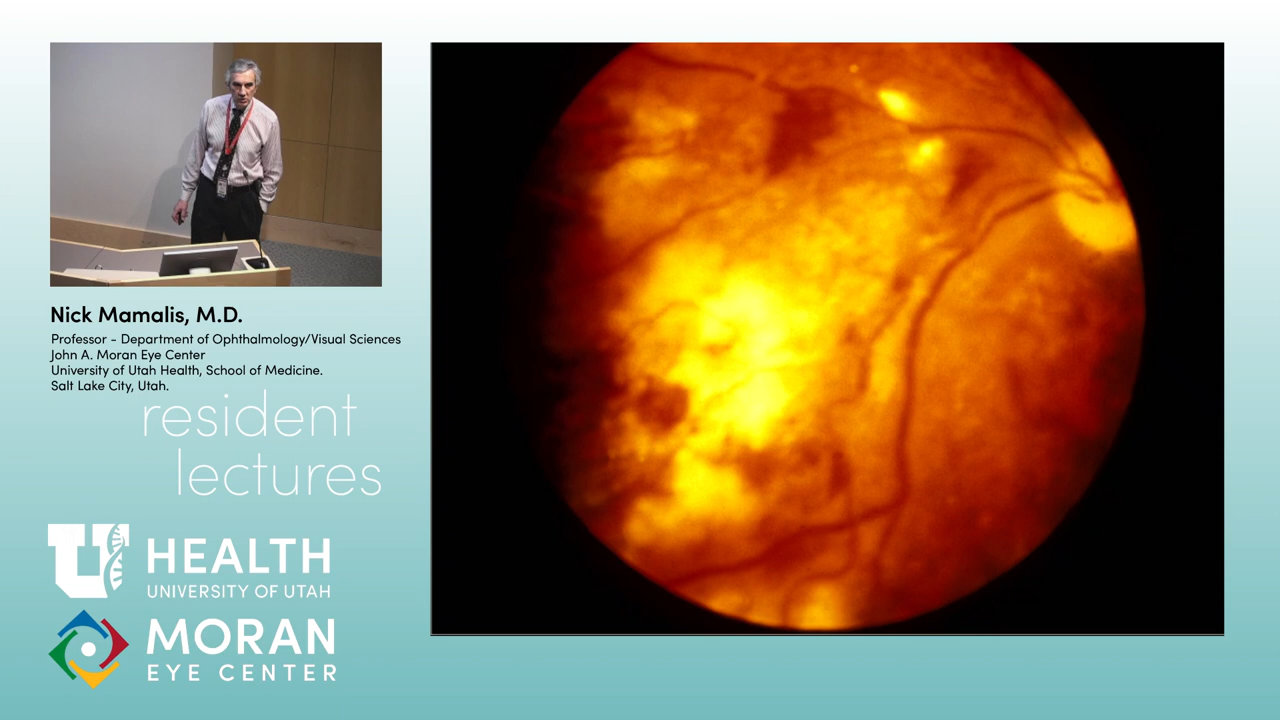 Nick Mamalis, M.D.
Professor - Department of Ophthalmology/Visual Sciences
John A. Moran Eye Center
University of Utah Health, School of Medicine.
Salt Lake City, Utah.
resident
lectures
U HEALTH
UNIVERSITY OF UTAH
MORAN
EYE CENTER